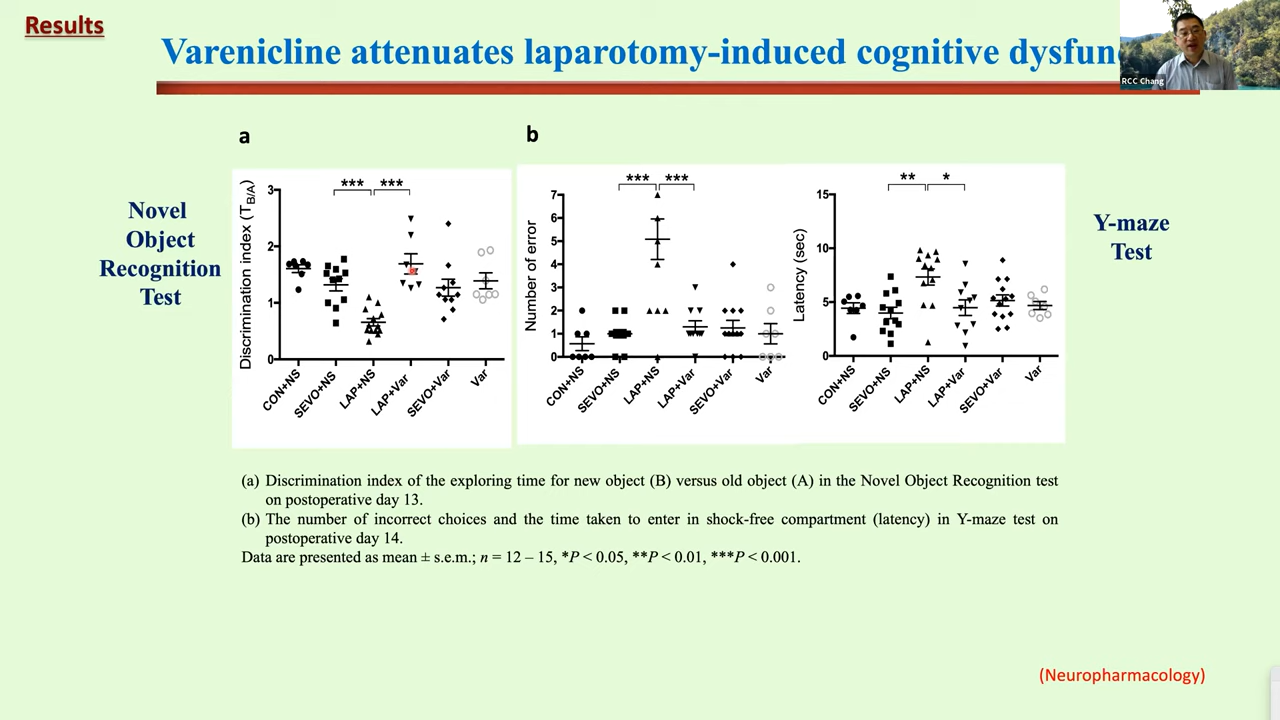 Results
Varenicline attenuates laparotomy-induced cognitive dysfun
RCC Chang
a
b
Novel
Object
Recognition
Test
Y-maze
Test
Discrimination index (T_B/A)
3
2
1
0
*** ***
CON+NS
SEVO+NS
LAP+NS
LAP+Var
SEVO+Var
Var
Number of error
7
6
5
4
3
2
1
0
*** ***
CON+NS
SEVO+NS
LAP+NS
LAP+Var
SEVO+Var
Var
Latency (sec)
15
10
5
0
** *
CON+NS
SEVO+NS
LAP+NS
LAP+Var
SEVO+Var
Var
(a) Discrimination index of the exploring time for new object (B) versus old object (A) in the Novel Object Recognition test
on postoperative day 13.
(b) The number of incorrect choices and the time taken to enter in shock-free compartment (latency) in Y-maze test on
postoperative day 14.
Data are presented as mean ± s.e.m.; n = 12 – 15, *P < 0.05, **P < 0.01, ***P < 0.001.
(Neuropharmacology)